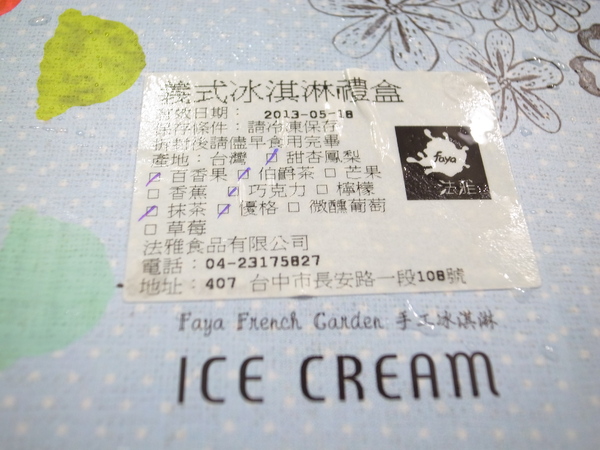 義式冰淇淋禮盒
有效日期： 2013-05-18
保存條件：請冷凍保存
拆封後請儘早食用完畢
產地：台灣 ☑ 甜杏鳳梨
☑ 百香果 ☑ 伯爵茶 □ 芒果
□ 香蕉 ☑ 巧克力 □ 檸檬
☑ 抹茶 ☑ 優格 □ 微醺葡萄
□ 草莓
法雅食品有限公司
電話：04-23175827
地址：407 台中市長安路一段108號
faya
法雅
Faya French Garden 手工冰淇淋
ICE CREAM